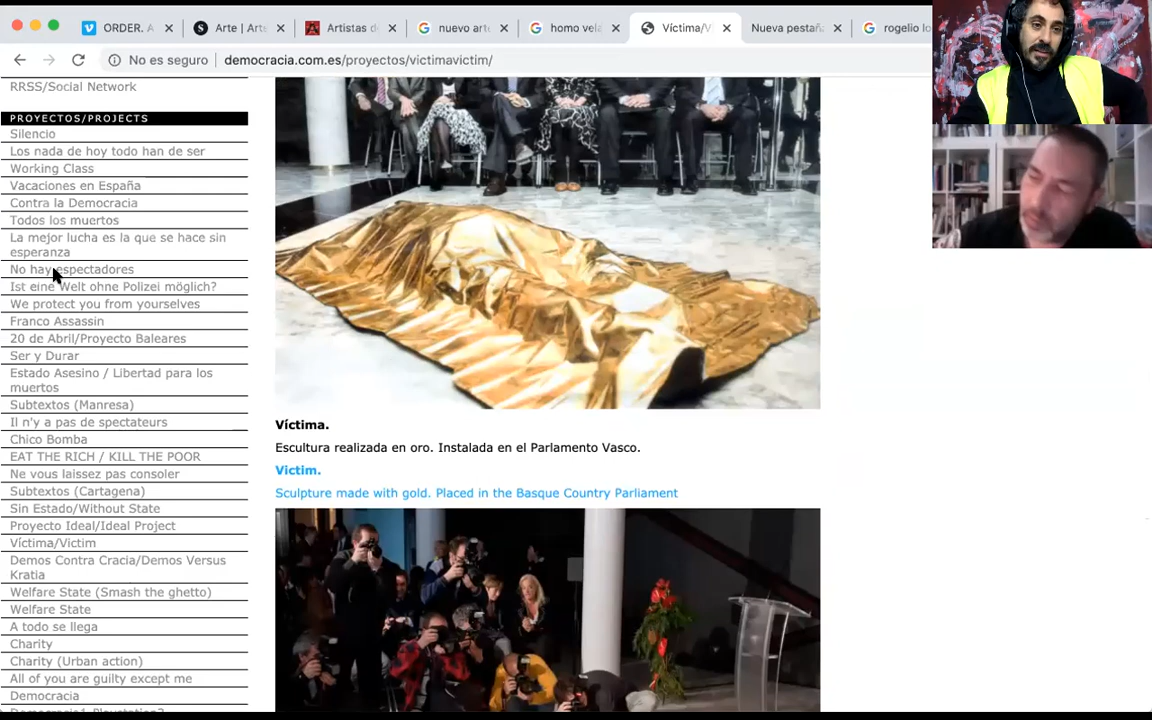 ORDER. A
Arte | Arte
Artistas d
nuevo arte
homo vela
Víctima/V
Nueva pestañ
rogelio lo
No es seguro
democracia.com.es/proyectos/victimavictim/
RRSS/Social Network
PROYECTOS/PROJECTS
Silencio
Los nada de hoy todo han de ser
Working Class
Vacaciones en España
Contra la Democracia
Todos los muertos
La mejor lucha es la que se hace sin
esperanza
No hay espectadores
Ist eine Welt ohne Polizei möglich?
We protect you from yourselves
Franco Assassin
20 de Abril/Proyecto Baleares
Ser y Durar
Estado Asesino / Libertad para los
muertos
Subtextos (Manresa)
Il n'y a pas de spectateurs
Chico Bomba
EAT THE RICH / KILL THE POOR
Ne vous laissez pas consoler
Subtextos (Cartagena)
Sin Estado/Without State
Proyecto Ideal/Ideal Project
Víctima/Victim
Demos Contra Cracia/Demos Versus
Kratia
Welfare State (Smash the ghetto)
Welfare State
A todo se llega
Charity
Charity (Urban action)
All of you are guilty except me
Democracia
Víctima.
Escultura realizada en oro. Instalada en el Parlamento Vasco.
Victim.
Sculpture made with gold. Placed in the Basque Country Parliament